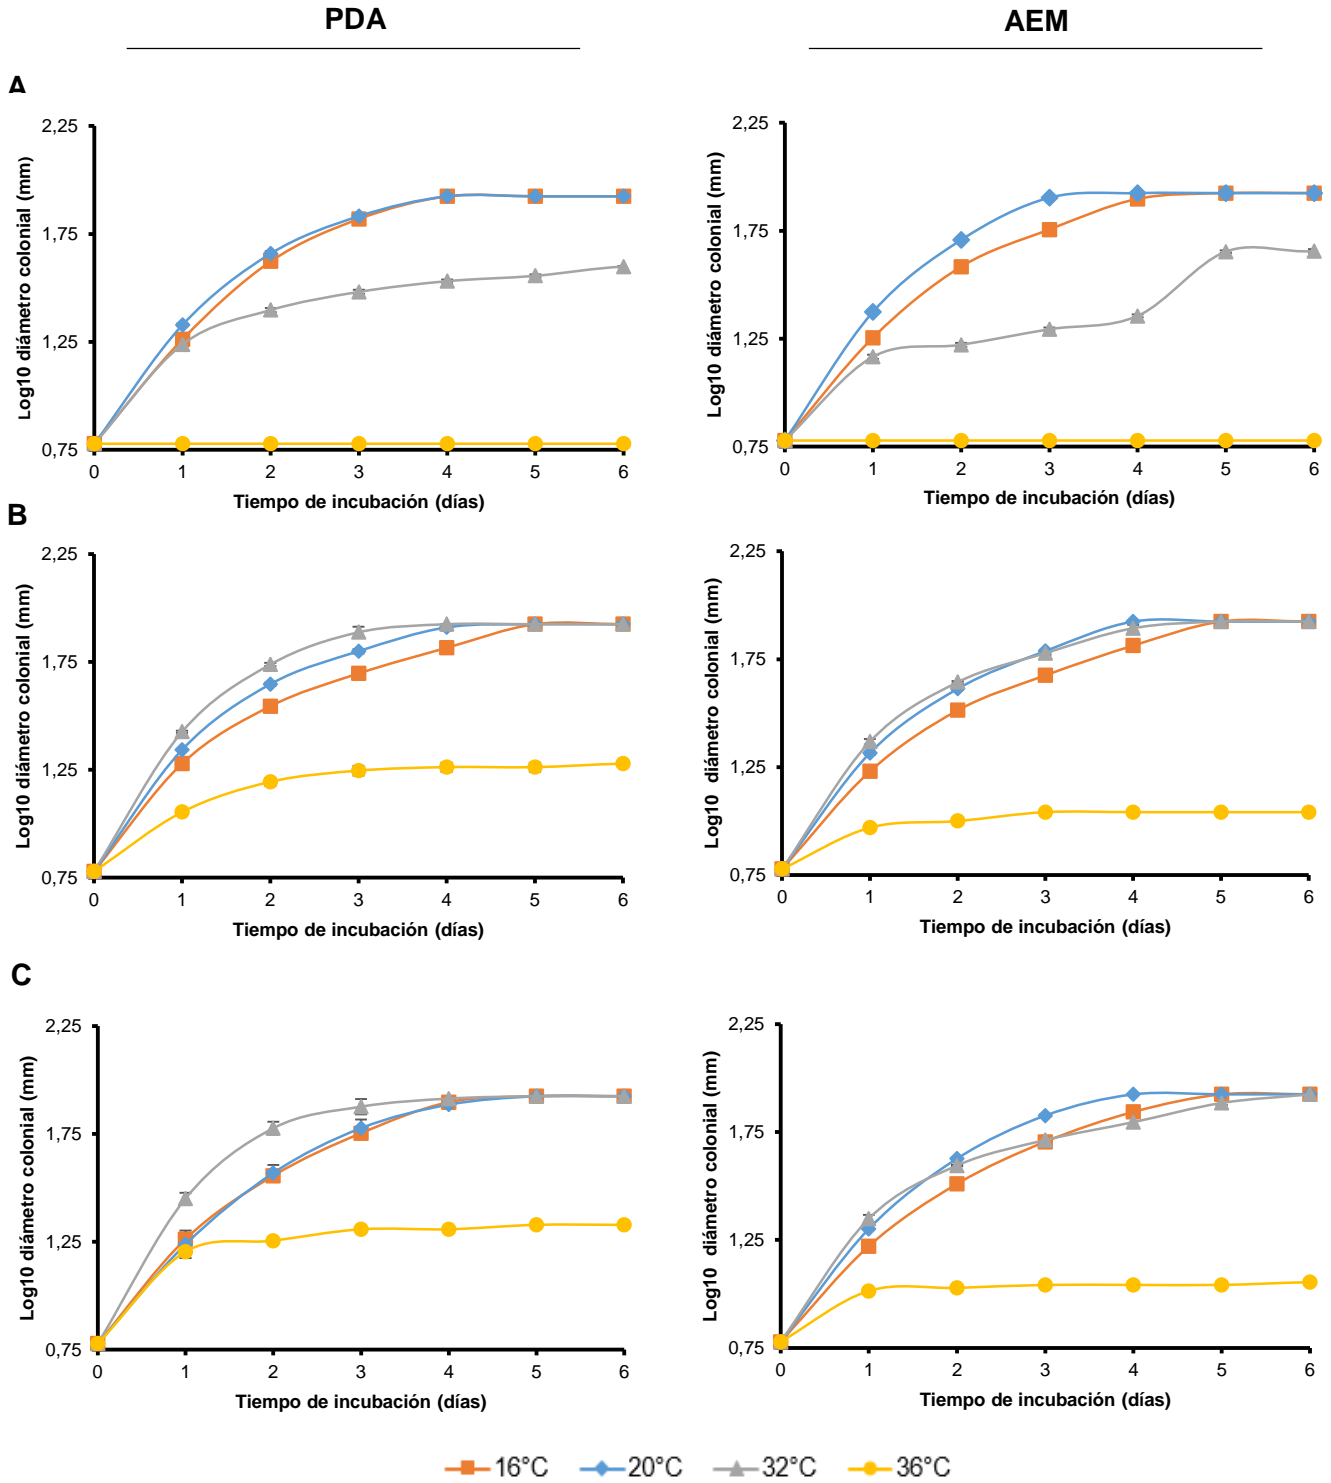 PDA
AEM
A
2,25
1,75
1,25
0,75
Log10 diámetro colonial (mm)
0 1 2 3 4 5 6
Tiempo de incubación (días)
2,25
1,75
1,25
0,75
Log10 diámetro colonial (mm)
0 1 2 3 4 5 6
Tiempo de incubación (días)
B
2,25
1,75
1,25
0,75
Log10 diámetro colonial (mm)
0 1 2 3 4 5 6
Tiempo de incubación (días)
2,25
1,75
1,25
0,75
Log10 diámetro colonial (mm)
0 1 2 3 4 5 6
Tiempo de incubación (días)
C
2,25
1,75
1,25
0,75
Log10 diámetro colonial (mm)
0 1 2 3 4 5 6
Tiempo de incubación (días)
2,25
1,75
1,25
0,75
Log10 diámetro colonial (mm)
0 1 2 3 4 5 6
Tiempo de incubación (días)
16°C 20°C 32°C 36°C